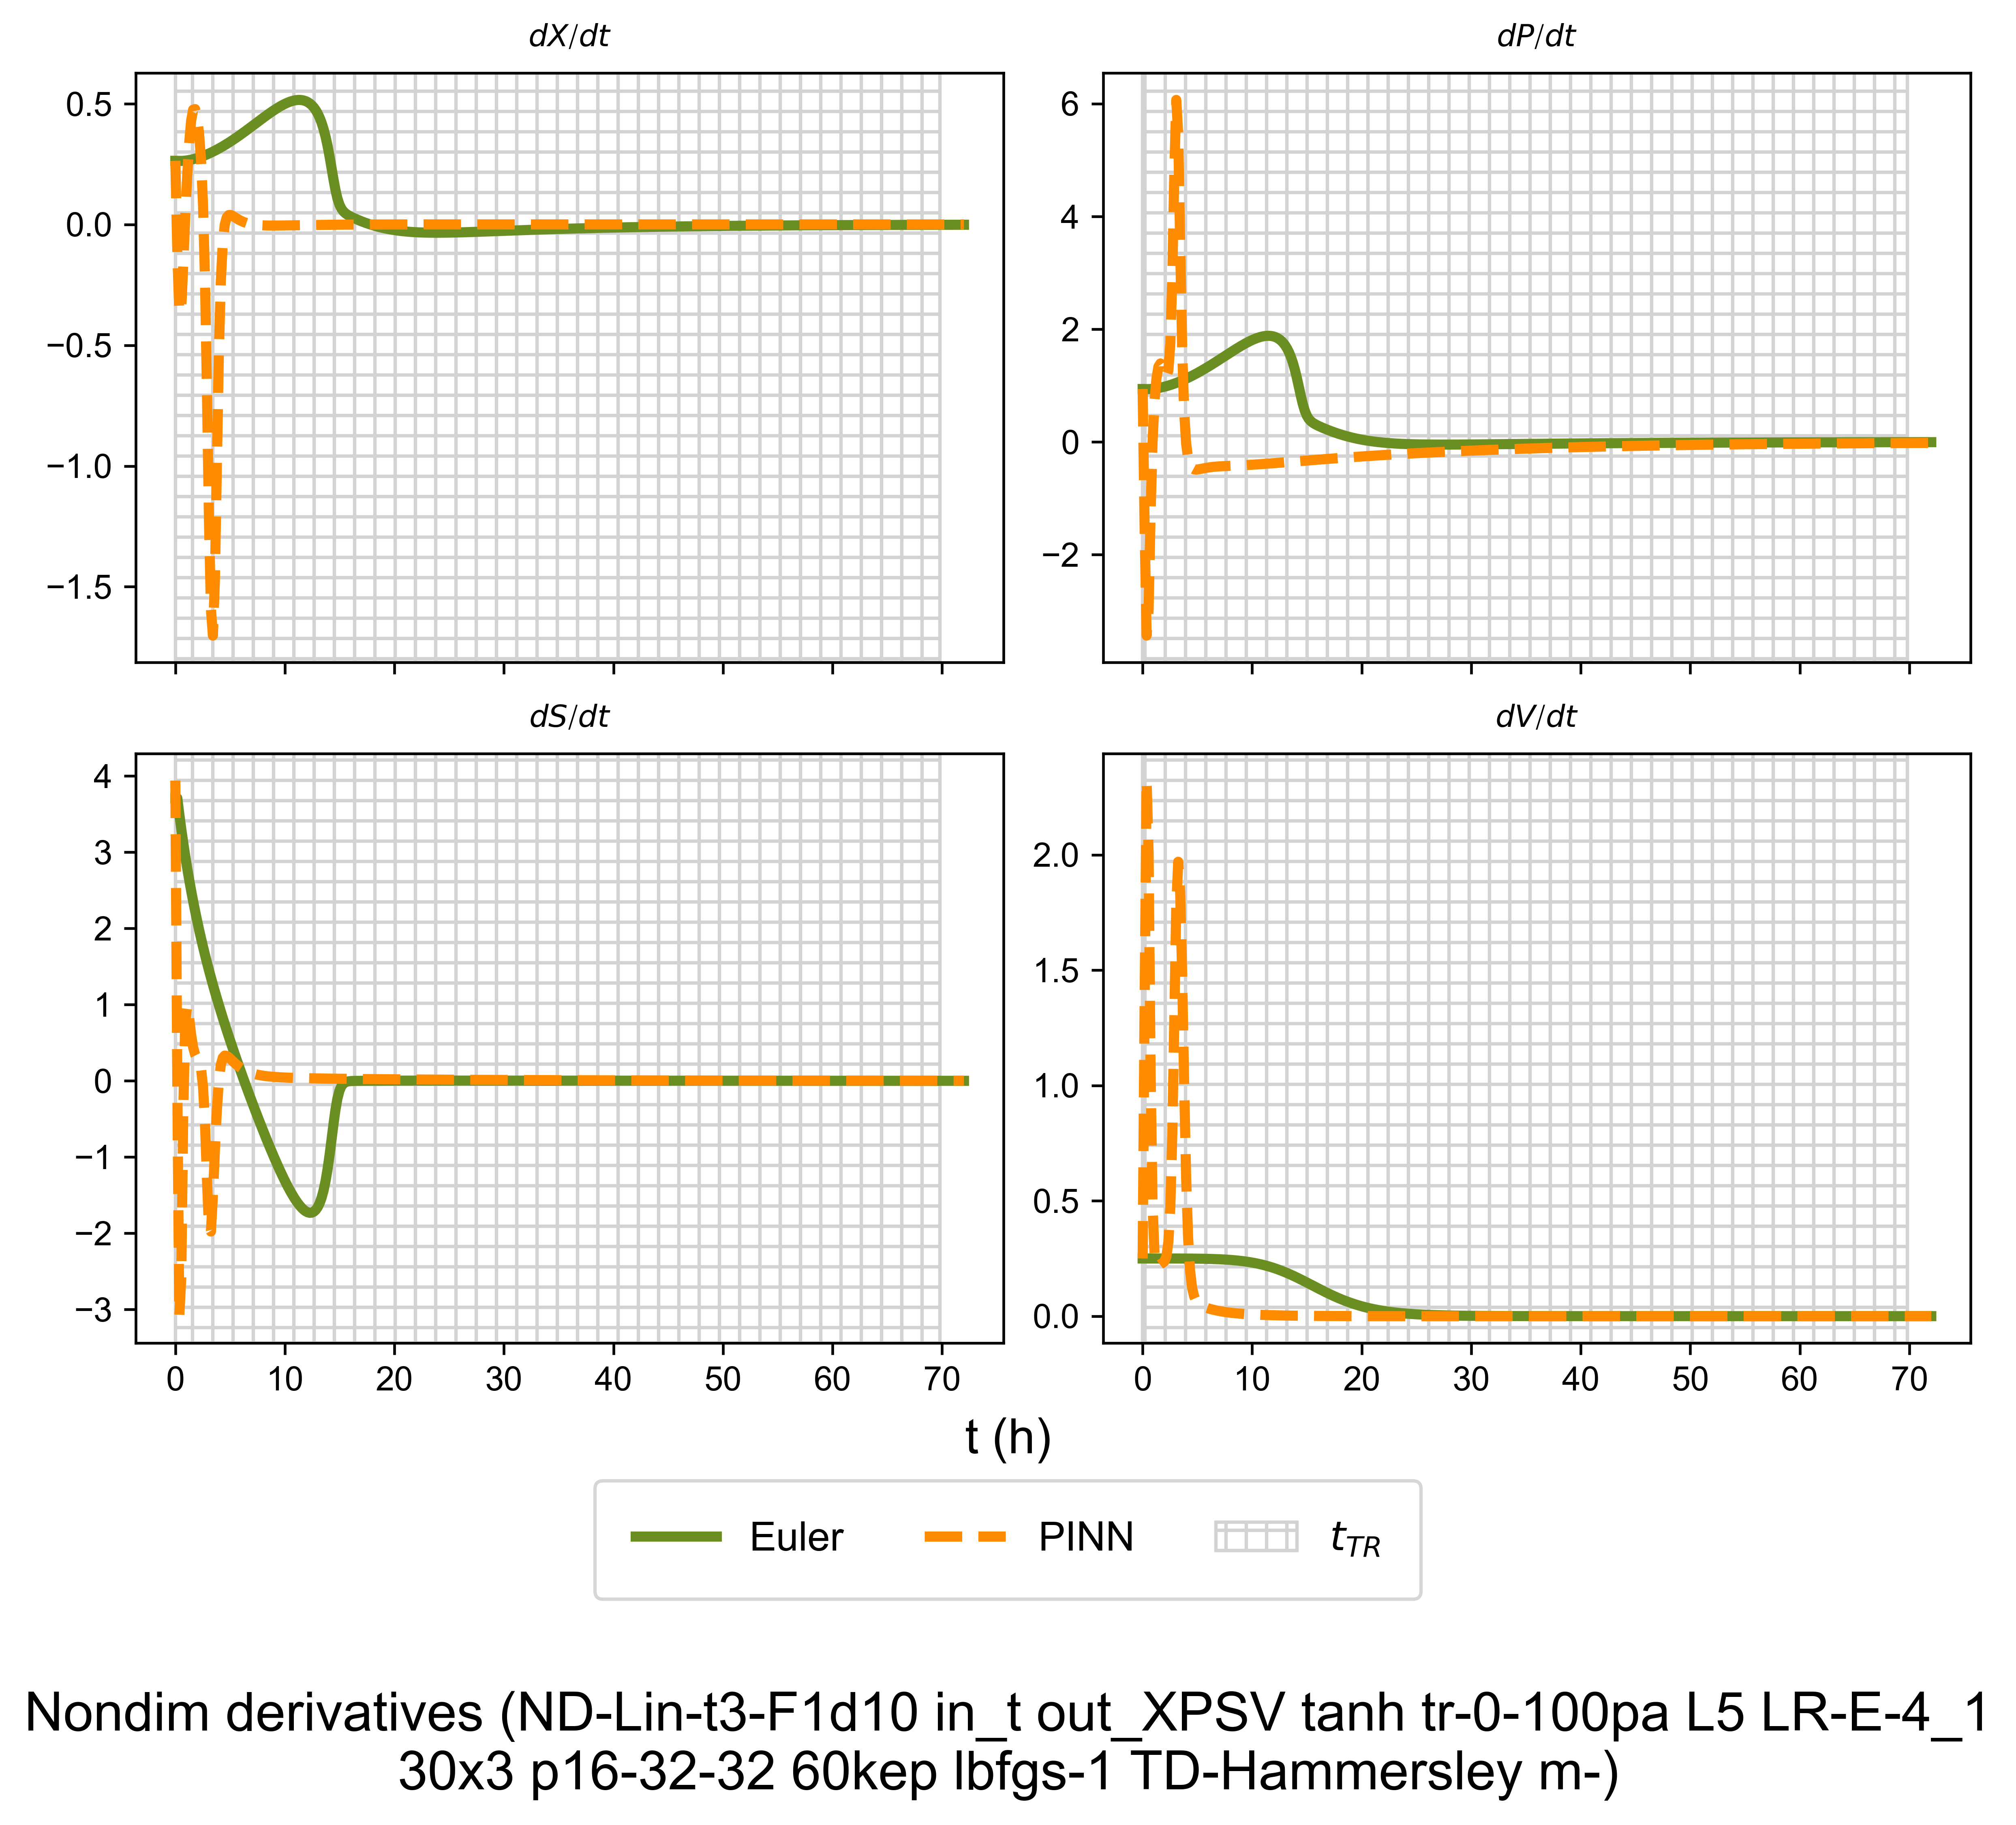 dX/dt
dP/dt
0.5
0.0
−0.5
−1.0
−1.5
6
4
2
0
−2
dS/dt
dV/dt
4
3
2
1
0
−1
−2
−3
2.0
1.5
1.0
0.5
0.0
0 10 20 30 40 50 60 70
0 10 20 30 40 50 60 70
t (h)
Euler PINN t_TR
Nondim derivatives (ND-Lin-t3-F1d10 in_t out_XPSV tanh tr-0-100pa L5 LR-E-4_1
30x3 p16-32-32 60kep lbfgs-1 TD-Hammersley m-)